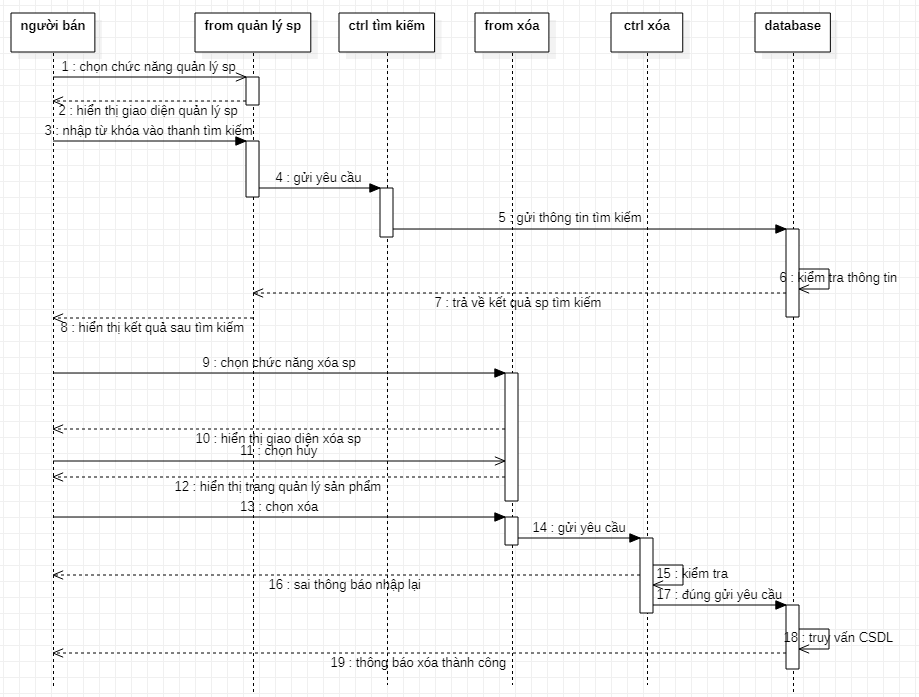 người bán
from quản lý sp
ctrl tìm kiếm
from xóa
ctrl xóa
database
1 : chọn chức năng quản lý sp
2 : hiển thị giao diện quản lý sp
3 : nhập từ khóa vào thanh tìm kiếm
4 : gửi yêu cầu
5 : gửi thông tin tìm kiếm
6 : kiểm tra thông tin
7 : trả về kết quả sp tìm kiếm
8 : hiển thị kết quả sau tìm kiếm
9 : chọn chức năng xóa sp
10 : hiển thị giao diện xóa sp
11 : chọn hủy
12 : hiển thị trang quản lý sản phẩm
13 : chọn xóa
14 : gửi yêu cầu
15 : kiểm tra
16 : sai thông báo nhập lại
17 : đúng gửi yêu cầu
18 : truy vấn CSDL
19 : thông báo xóa thành công